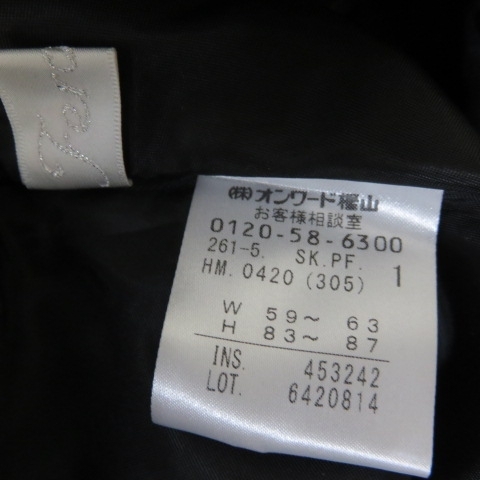 (株)オンワード樫山
お客様相談室
0120-58-6300
261-5. SK.PF. 1
HM. 0420 (305)
W 59～ 63
H 83～ 87
INS. 453242
LOT. 6420814